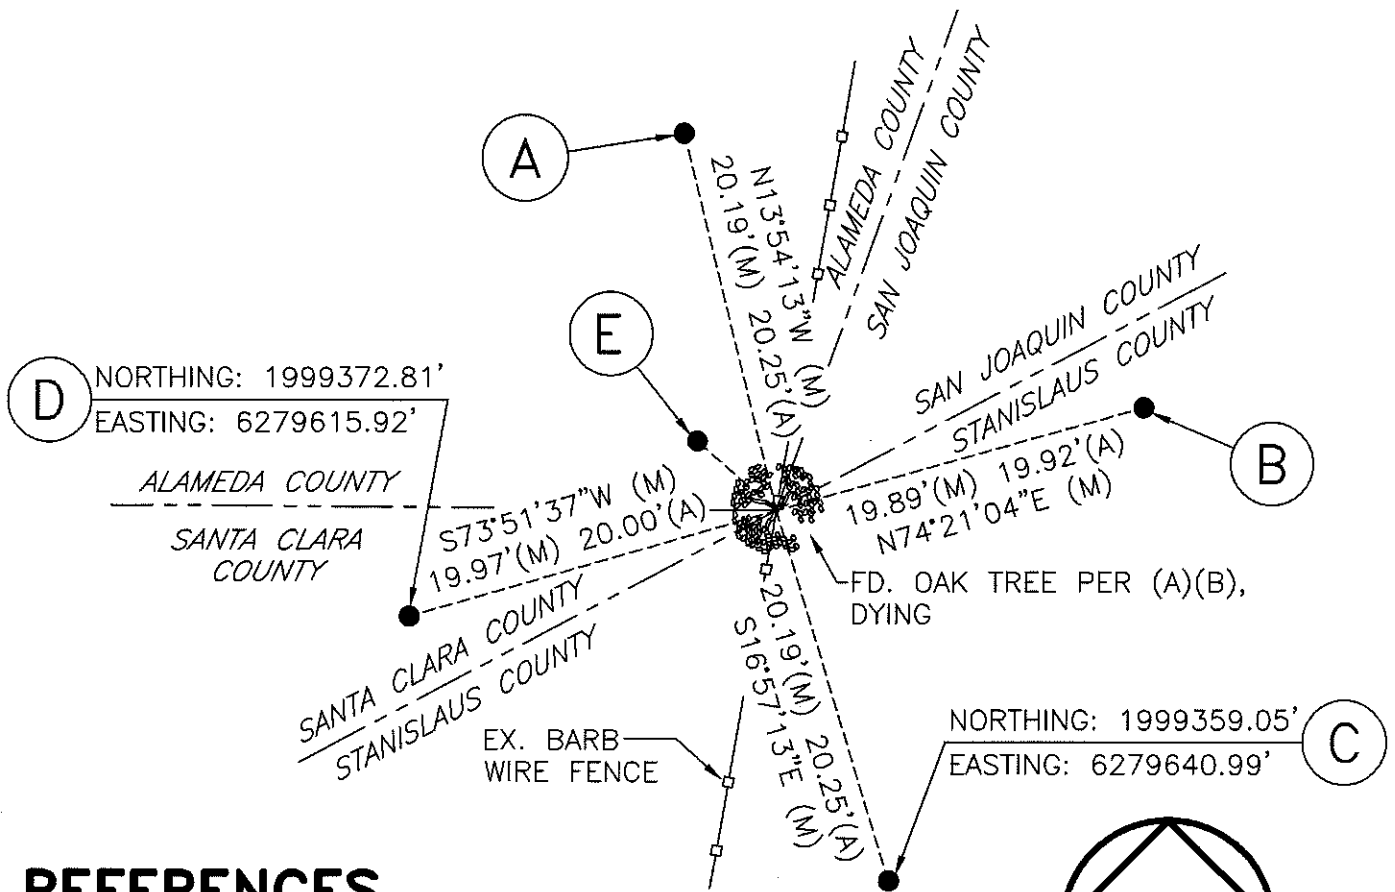 A
N13°54'13"W (M)
20.19'(M) 20.25'(A)
ALAMEDA COUNTY
SAN JOAQUIN COUNTY
E
SAN JOAQUIN COUNTY
STANISLAUS COUNTY
D
NORTHING: 1999372.81'
EASTING: 6279615.92'
B
19.89'(M) 19.92'(A)
N74°21'04"E (M)
ALAMEDA COUNTY
SANTA CLARA
COUNTY
S73°51'37"W (M)
19.97'(M) 20.00'(A)
FD. OAK TREE PER (A)(B),
DYING
SANTA CLARA COUNTY
STANISLAUS COUNTY
20.19'(M) 20.25'(A)
S16°57'13"E (M)
EX. BARB
WIRE FENCE
NORTHING: 1999359.05'
EASTING: 6279640.99'
C
REFERENCES